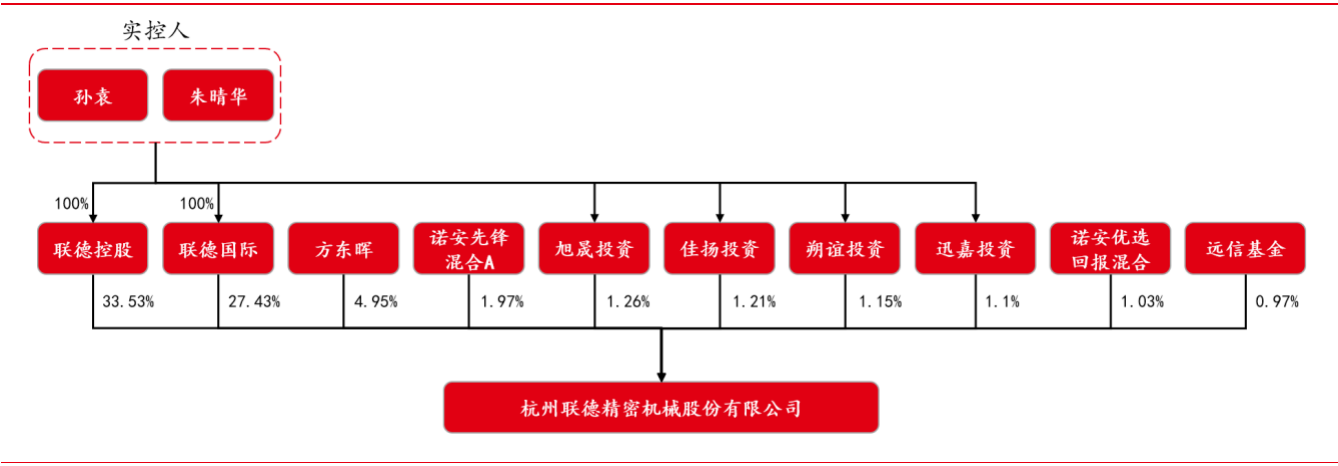 实控人
孙袁
朱晴华
100%
100%
联德控股
联德国际
方东晖
诺安先锋
混合A
旭晟投资
佳扬投资
朔谊投资
迅嘉投资
诺安优选
回报混合
远信基金
33.53%
27.43%
4.95%
1.97%
1.26%
1.21%
1.15%
1.1%
1.03%
0.97%
杭州联德精密机械股份有限公司